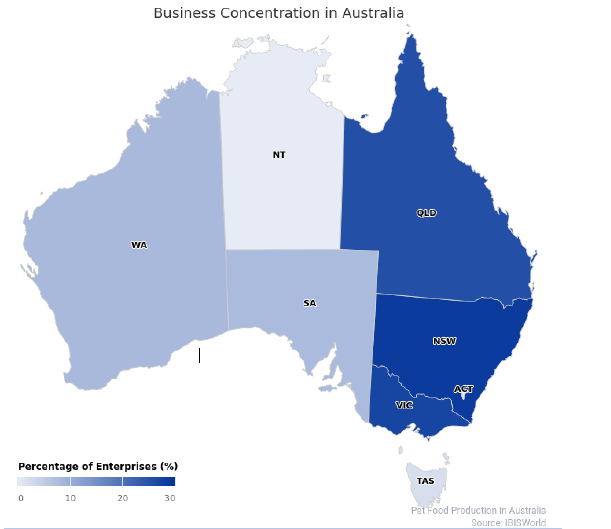 Business Concentration in Australia
NT
QLD
WA
SA
NSW
ACT
VIC
TAS
Percentage of Enterprises (%)
0 10 20 30
Pet Food Production in Australia
Source: IBISWorld